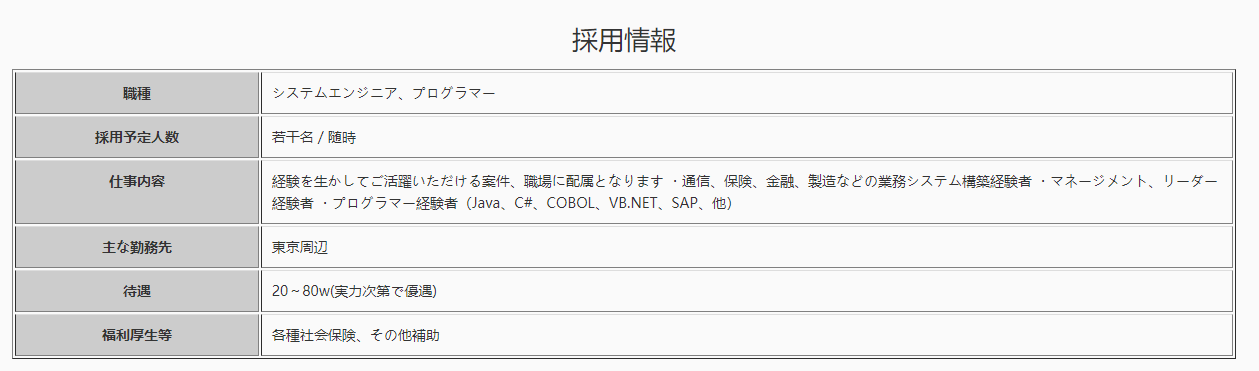 採用情報
職種
システムエンジニア、プログラマー
採用予定人数
若干名 / 随時
仕事内容
経験を生かしてご活躍いただける案件、職場に配属となります ・通信、保険、金融、製造などの業務システム構築経験者 ・マネージメント、リーダー
経験者 ・プログラマー経験者（Java、C#、COBOL、VB.NET、SAP、他）
主な勤務先
東京周辺
待遇
20～80w(実力次第で優遇)
福利厚生等
各種社会保険、その他補助